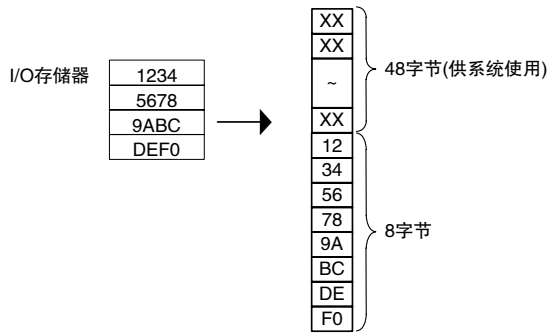 I/O存储器
1234
5678
9ABC
DEF0
XX
XX
~
XX
48字节(供系统使用)
12
34
56
78
9A
BC
DE
F0
8字节